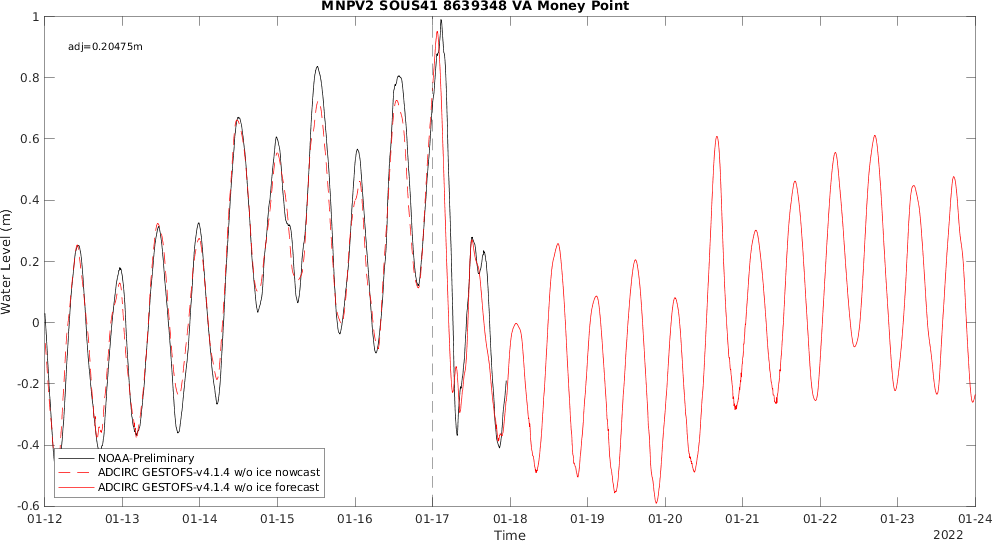 MNPV2 SOUS41 8639348 VA Money Point
adj=0.20475m
1
0.8
0.6
0.4
0.2
0
-0.2
-0.4
-0.6
Water Level (m)
NOAA-Preliminary
ADCIRC GESTOFS-v4.1.4 w/o ice nowcast
ADCIRC GESTOFS-v4.1.4 w/o ice forecast
01-12 01-13 01-14 01-15 01-16 01-17 01-18 01-19 01-20 01-21 01-22 01-23 01-24
Time
2022